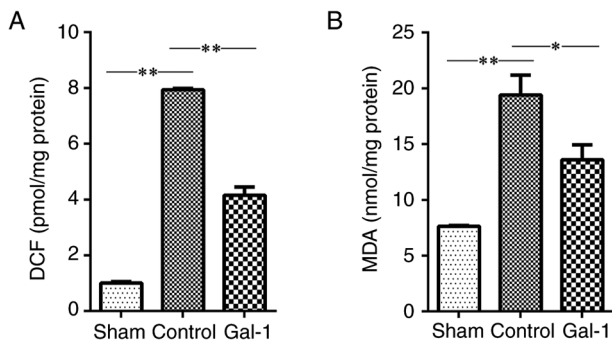 A
DCF (pmol/mg protein)
10
8
6
4
2
0
**
**
Sham Control Gal-1
B
MDA (nmol/mg protein)
25
20
15
10
5
0
**
*
Sham Control Gal-1